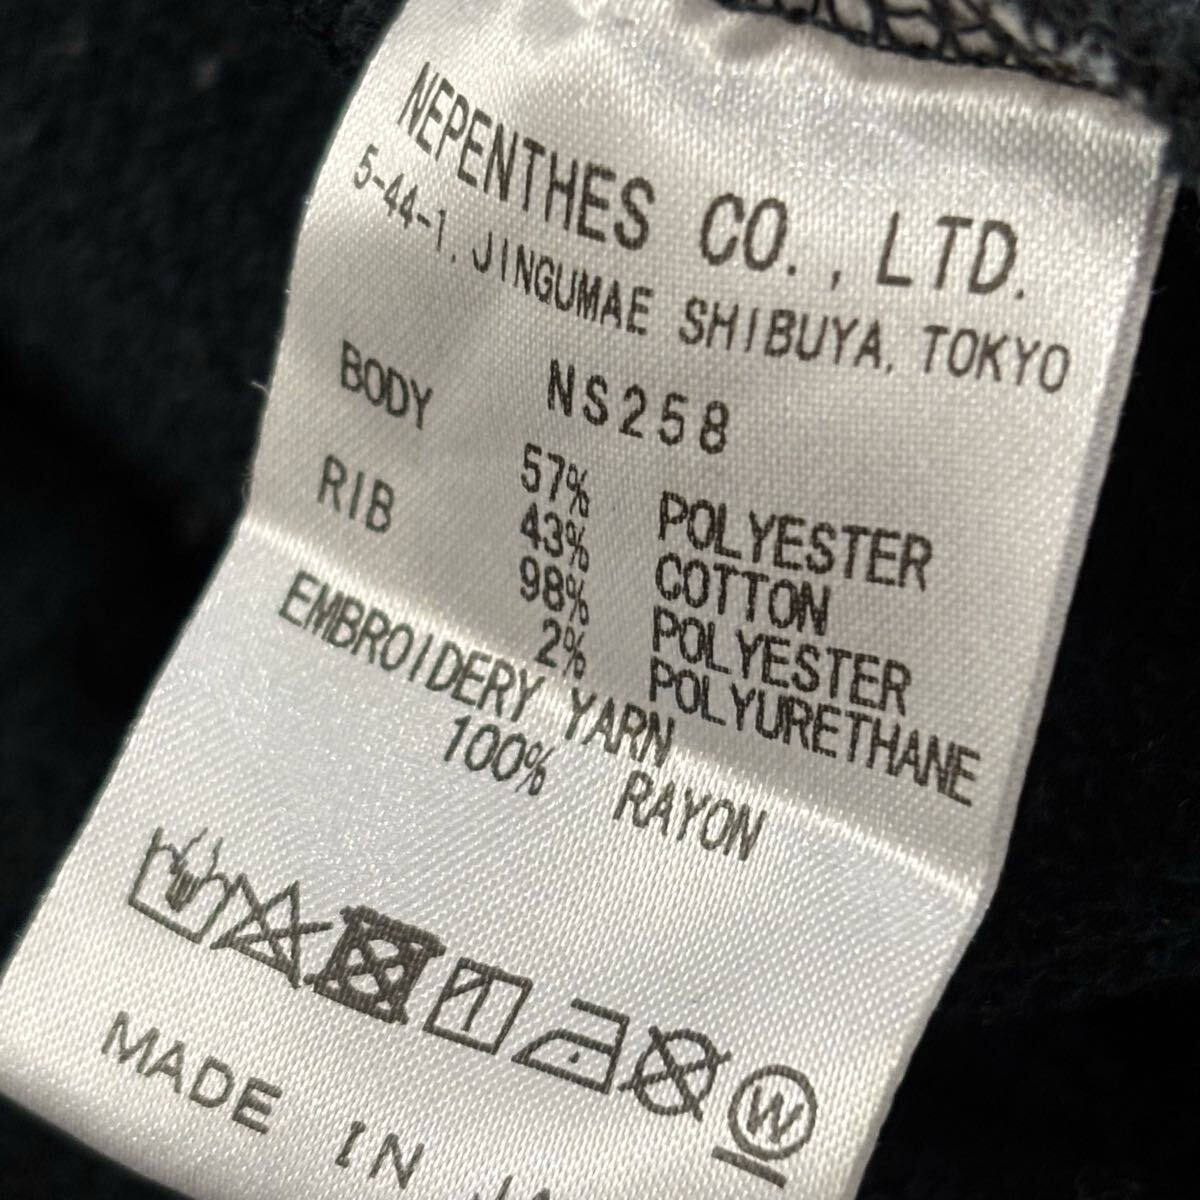 NEPENTHES CO., LTD.
5-44-1, JINGUMAE SHIBUYA, TOKYO
NS258
BODY 57% POLYESTER
43% COTTON
RIB 98% POLYESTER
2% POLYURETHANE
EMBROIDERY YARN
100% RAYON
W
MADE IN